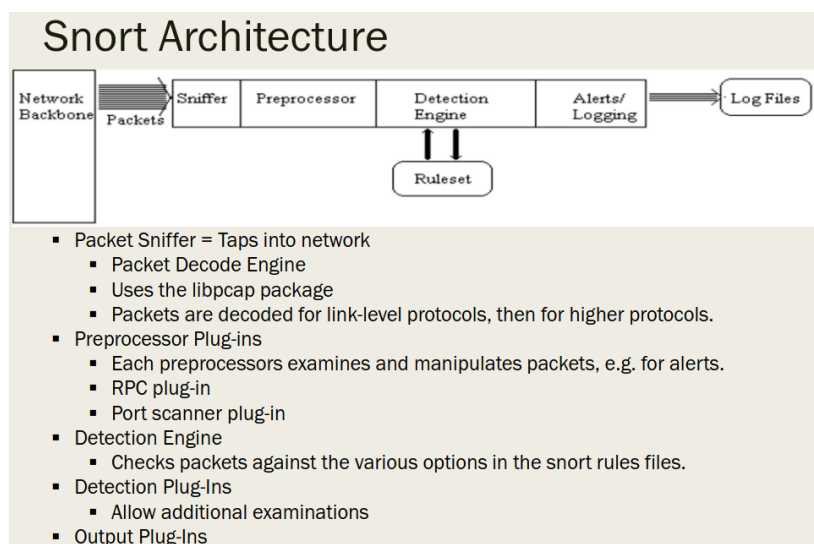 Snort Architecture
Network
Backbone
Packets
Sniffer
Preprocessor
Detection
Engine
Alerts/
Logging
Log Files
Ruleset
▪ Packet Sniffer = Taps into network
▪ Packet Decode Engine
▪ Uses the libpcap package
▪ Packets are decoded for link-level protocols, then for higher protocols.
▪ Preprocessor Plug-ins
▪ Each preprocessors examines and manipulates packets, e.g. for alerts.
▪ RPC plug-in
▪ Port scanner plug-in
▪ Detection Engine
▪ Checks packets against the various options in the snort rules files.
▪ Detection Plug-Ins
▪ Allow additional examinations
▪ Output Plug-Ins